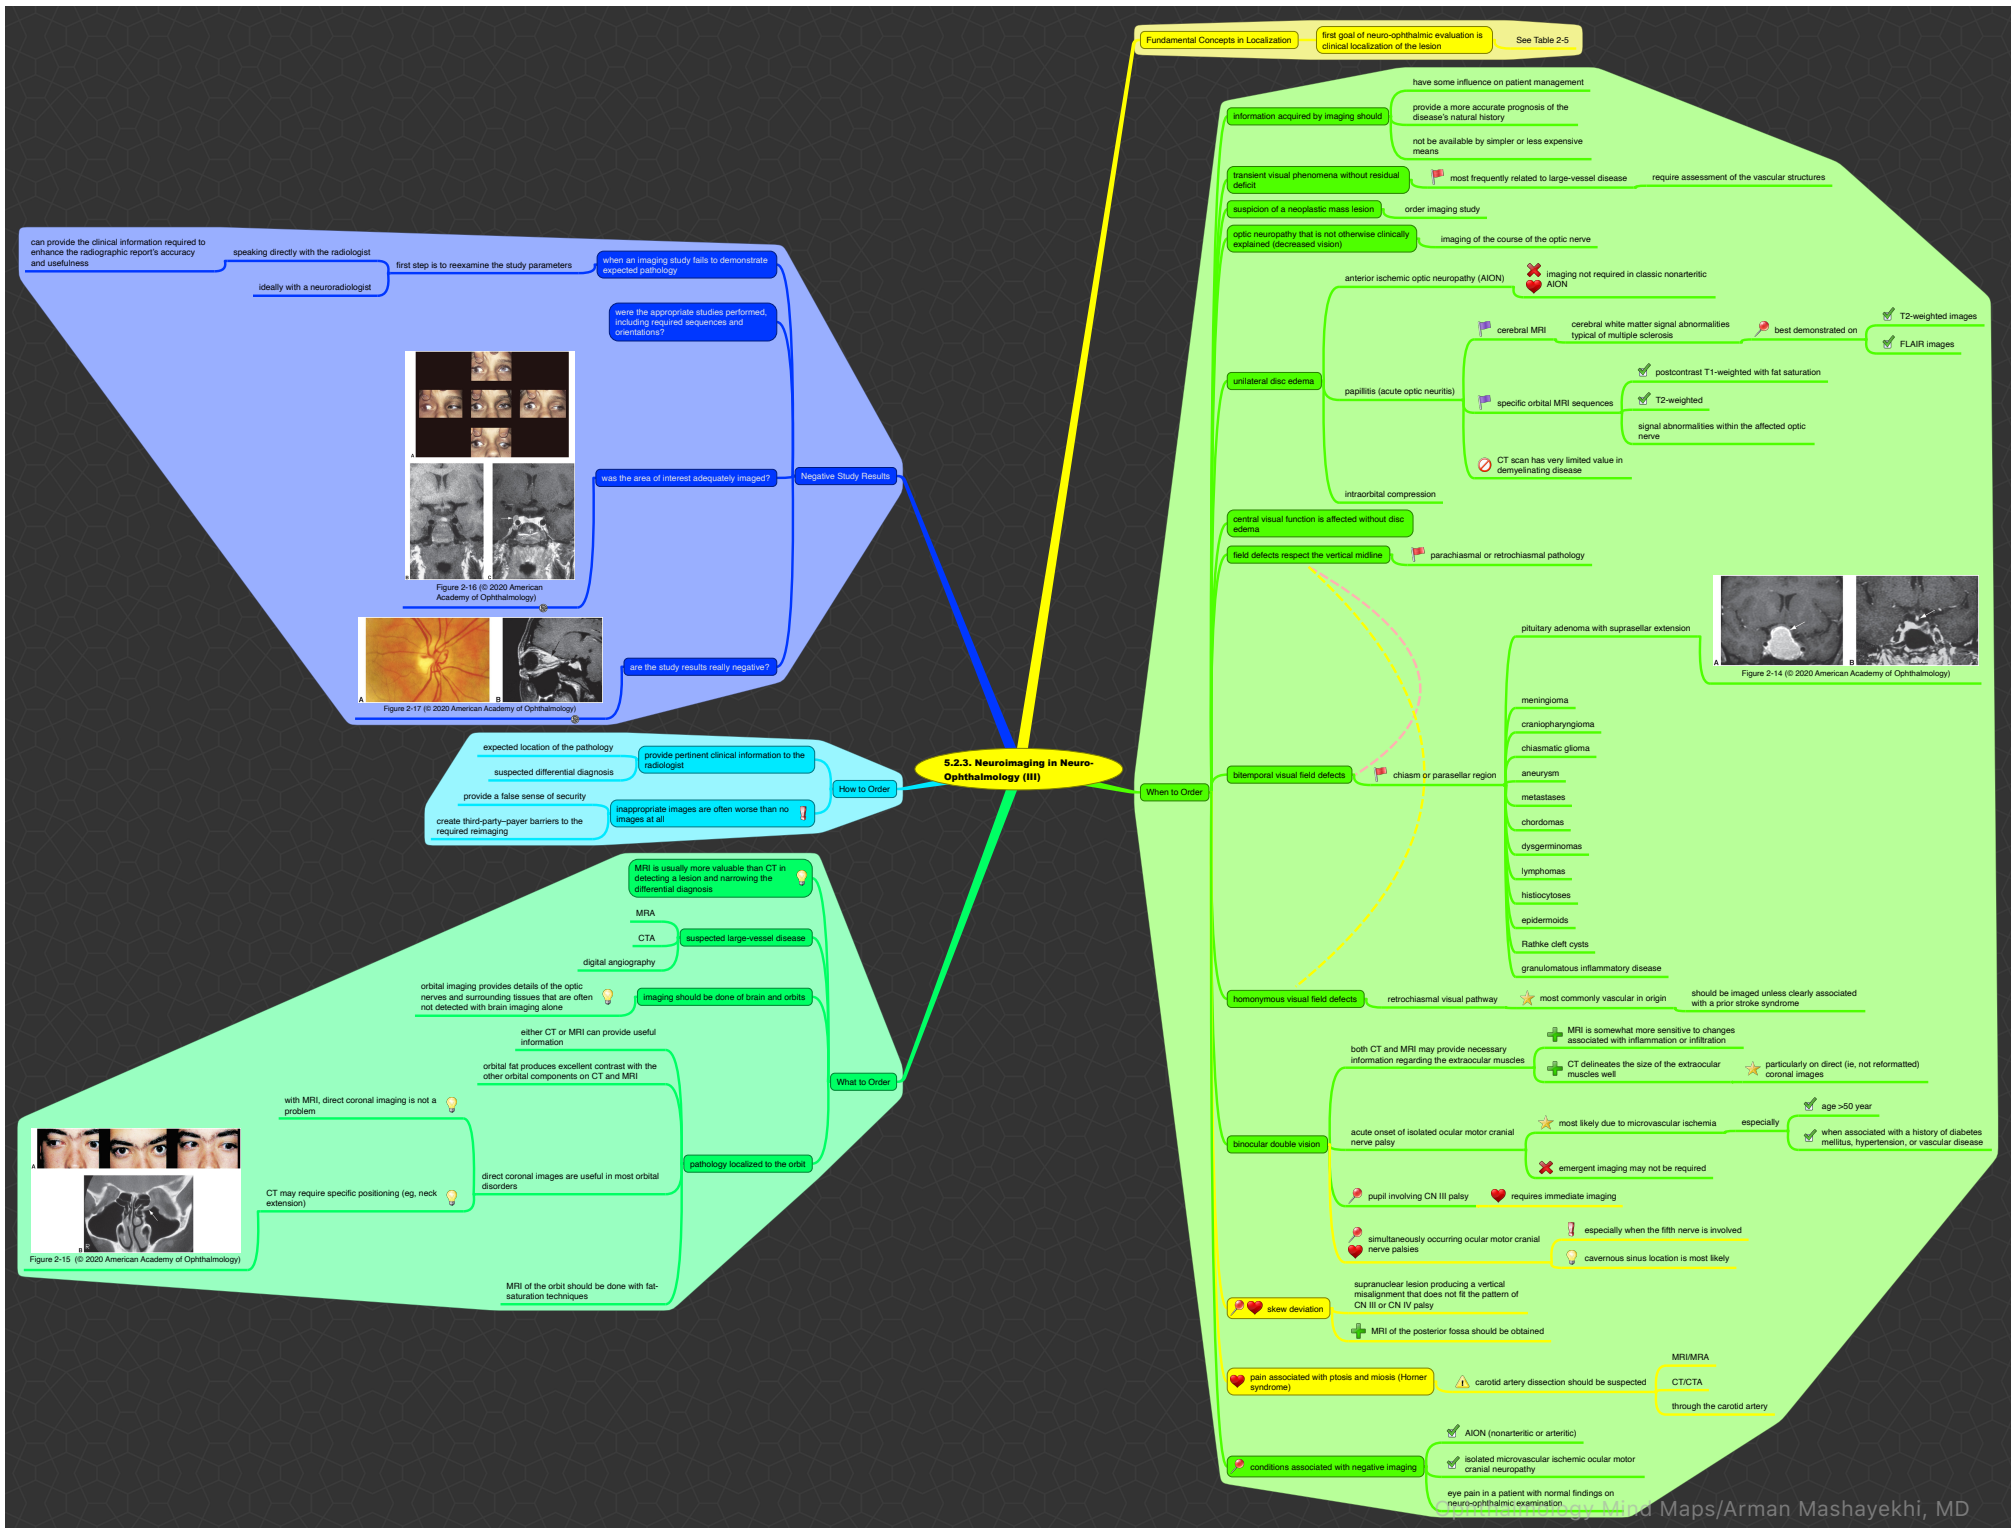 Fundamental Concepts in Localization
first goal of neuro-ophthalmic evaluation is
clinical localization of the lesion
See Table 2-5
5.2.3. Neuroimaging in Neuro-
Ophthalmology (III)
When to Order
information acquired by imaging should
have some influence on patient management
provide a more accurate prognosis of the
disease's natural history
not be available by simpler or less expensive
means
transient visual phenomena without residual
deficit
most frequently related to large-vessel disease
require assessment of the vascular structures
suspicion of a neoplastic mass lesion
order imaging study
optic neuropathy that is not otherwise clinically
explained (decreased vision)
imaging of the course of the optic nerve
unilateral disc edema
anterior ischemic optic neuropathy (AION)
imaging not required in classic nonarteritic
AION
papillitis (acute optic neuritis)
cerebral MRI
cerebral white matter signal abnormalities
typical of multiple sclerosis
best demonstrated on
T2-weighted images
FLAIR images
specific orbital MRI sequences
postcontrast T1-weighted with fat saturation
T2-weighted
signal abnormalities within the affected optic
nerve
CT scan has very limited value in
demyelinating disease
intraorbital compression
central visual function is affected without disc
edema
field defects respect the vertical midline
parachiasmal or retrochiasmal pathology
bitemporal visual field defects
chiasm or parasellar region
pituitary adenoma with suprasellar extension
A
B
Figure 2-14 (© 2020 American Academy of Ophthalmology)
meningioma
craniopharyngioma
chiasmatic glioma
aneurysm
metastases
chordomas
dysgerminomas
lymphomas
histiocytoses
epidermoids
Rathke cleft cysts
granulomatous inflammatory disease
homonymous visual field defects
retrochiasmal visual pathway
most commonly vascular in origin
should be imaged unless clearly associated
with a prior stroke syndrome
binocular double vision
both CT and MRI may provide necessary
information regarding the extraocular muscles
MRI is somewhat more sensitive to changes
associated with inflammation or infiltration
CT delineates the size of the extraocular
muscles well
particularly on direct (ie, not reformatted)
coronal images
acute onset of isolated ocular motor cranial
nerve palsy
most likely due to microvascular ischemia
especially
age >50 year
when associated with a history of diabetes
mellitus, hypertension, or vascular disease
emergent imaging may not be required
pupil involving CN III palsy
requires immediate imaging
simultaneously occurring ocular motor cranial
nerve palsies
especially when the fifth nerve is involved
cavernous sinus location is most likely
skew deviation
supranuclear lesion producing a vertical
misalignment that does not fit the pattern of
CN III or CN IV palsy
MRI of the posterior fossa should be obtained
pain associated with ptosis and miosis (Horner
syndrome)
carotid artery dissection should be suspected
MRI/MRA
CT/CTA
through the carotid artery
conditions associated with negative imaging
AION (nonarteritic or arteritic)
isolated microvascular ischemic ocular motor
cranial neuropathy
eye pain in a patient with normal findings on
neuro-ophthalmic examination
Negative Study Results
when an imaging study fails to demonstrate
expected pathology
first step is to reexamine the study parameters
speaking directly with the radiologist
can provide the clinical information required to
enhance the radiographic report's accuracy
and usefulness
ideally with a neuroradiologist
were the appropriate studies performed,
including required sequences and
orientations?
was the area of interest adequately imaged?
A
B
C
Figure 2-16 (© 2020 American
Academy of Ophthalmology)
are the study results really negative?
A
B
Figure 2-17 (© 2020 American Academy of Ophthalmology)
How to Order
provide pertinent clinical information to the
radiologist
expected location of the pathology
suspected differential diagnosis
inappropriate images are often worse than no
images at all
provide a false sense of security
create third-party–payer barriers to the
required reimaging
What to Order
MRI is usually more valuable than CT in
detecting a lesion and narrowing the
differential diagnosis
suspected large-vessel disease
MRA
CTA
digital angiography
imaging should be done of brain and orbits
orbital imaging provides details of the optic
nerves and surrounding tissues that are often
not detected with brain imaging alone
pathology localized to the orbit
either CT or MRI can provide useful
information
orbital fat produces excellent contrast with the
other orbital components on CT and MRI
direct coronal images are useful in most orbital
disorders
with MRI, direct coronal imaging is not a
problem
CT may require specific positioning (eg, neck
extension)
A
B
R
Figure 2-15 (© 2020 American Academy of Ophthalmology)
MRI of the orbit should be done with fat-
saturation techniques
Ophthalmology Mind Maps/Arman Mashayekhi, MD